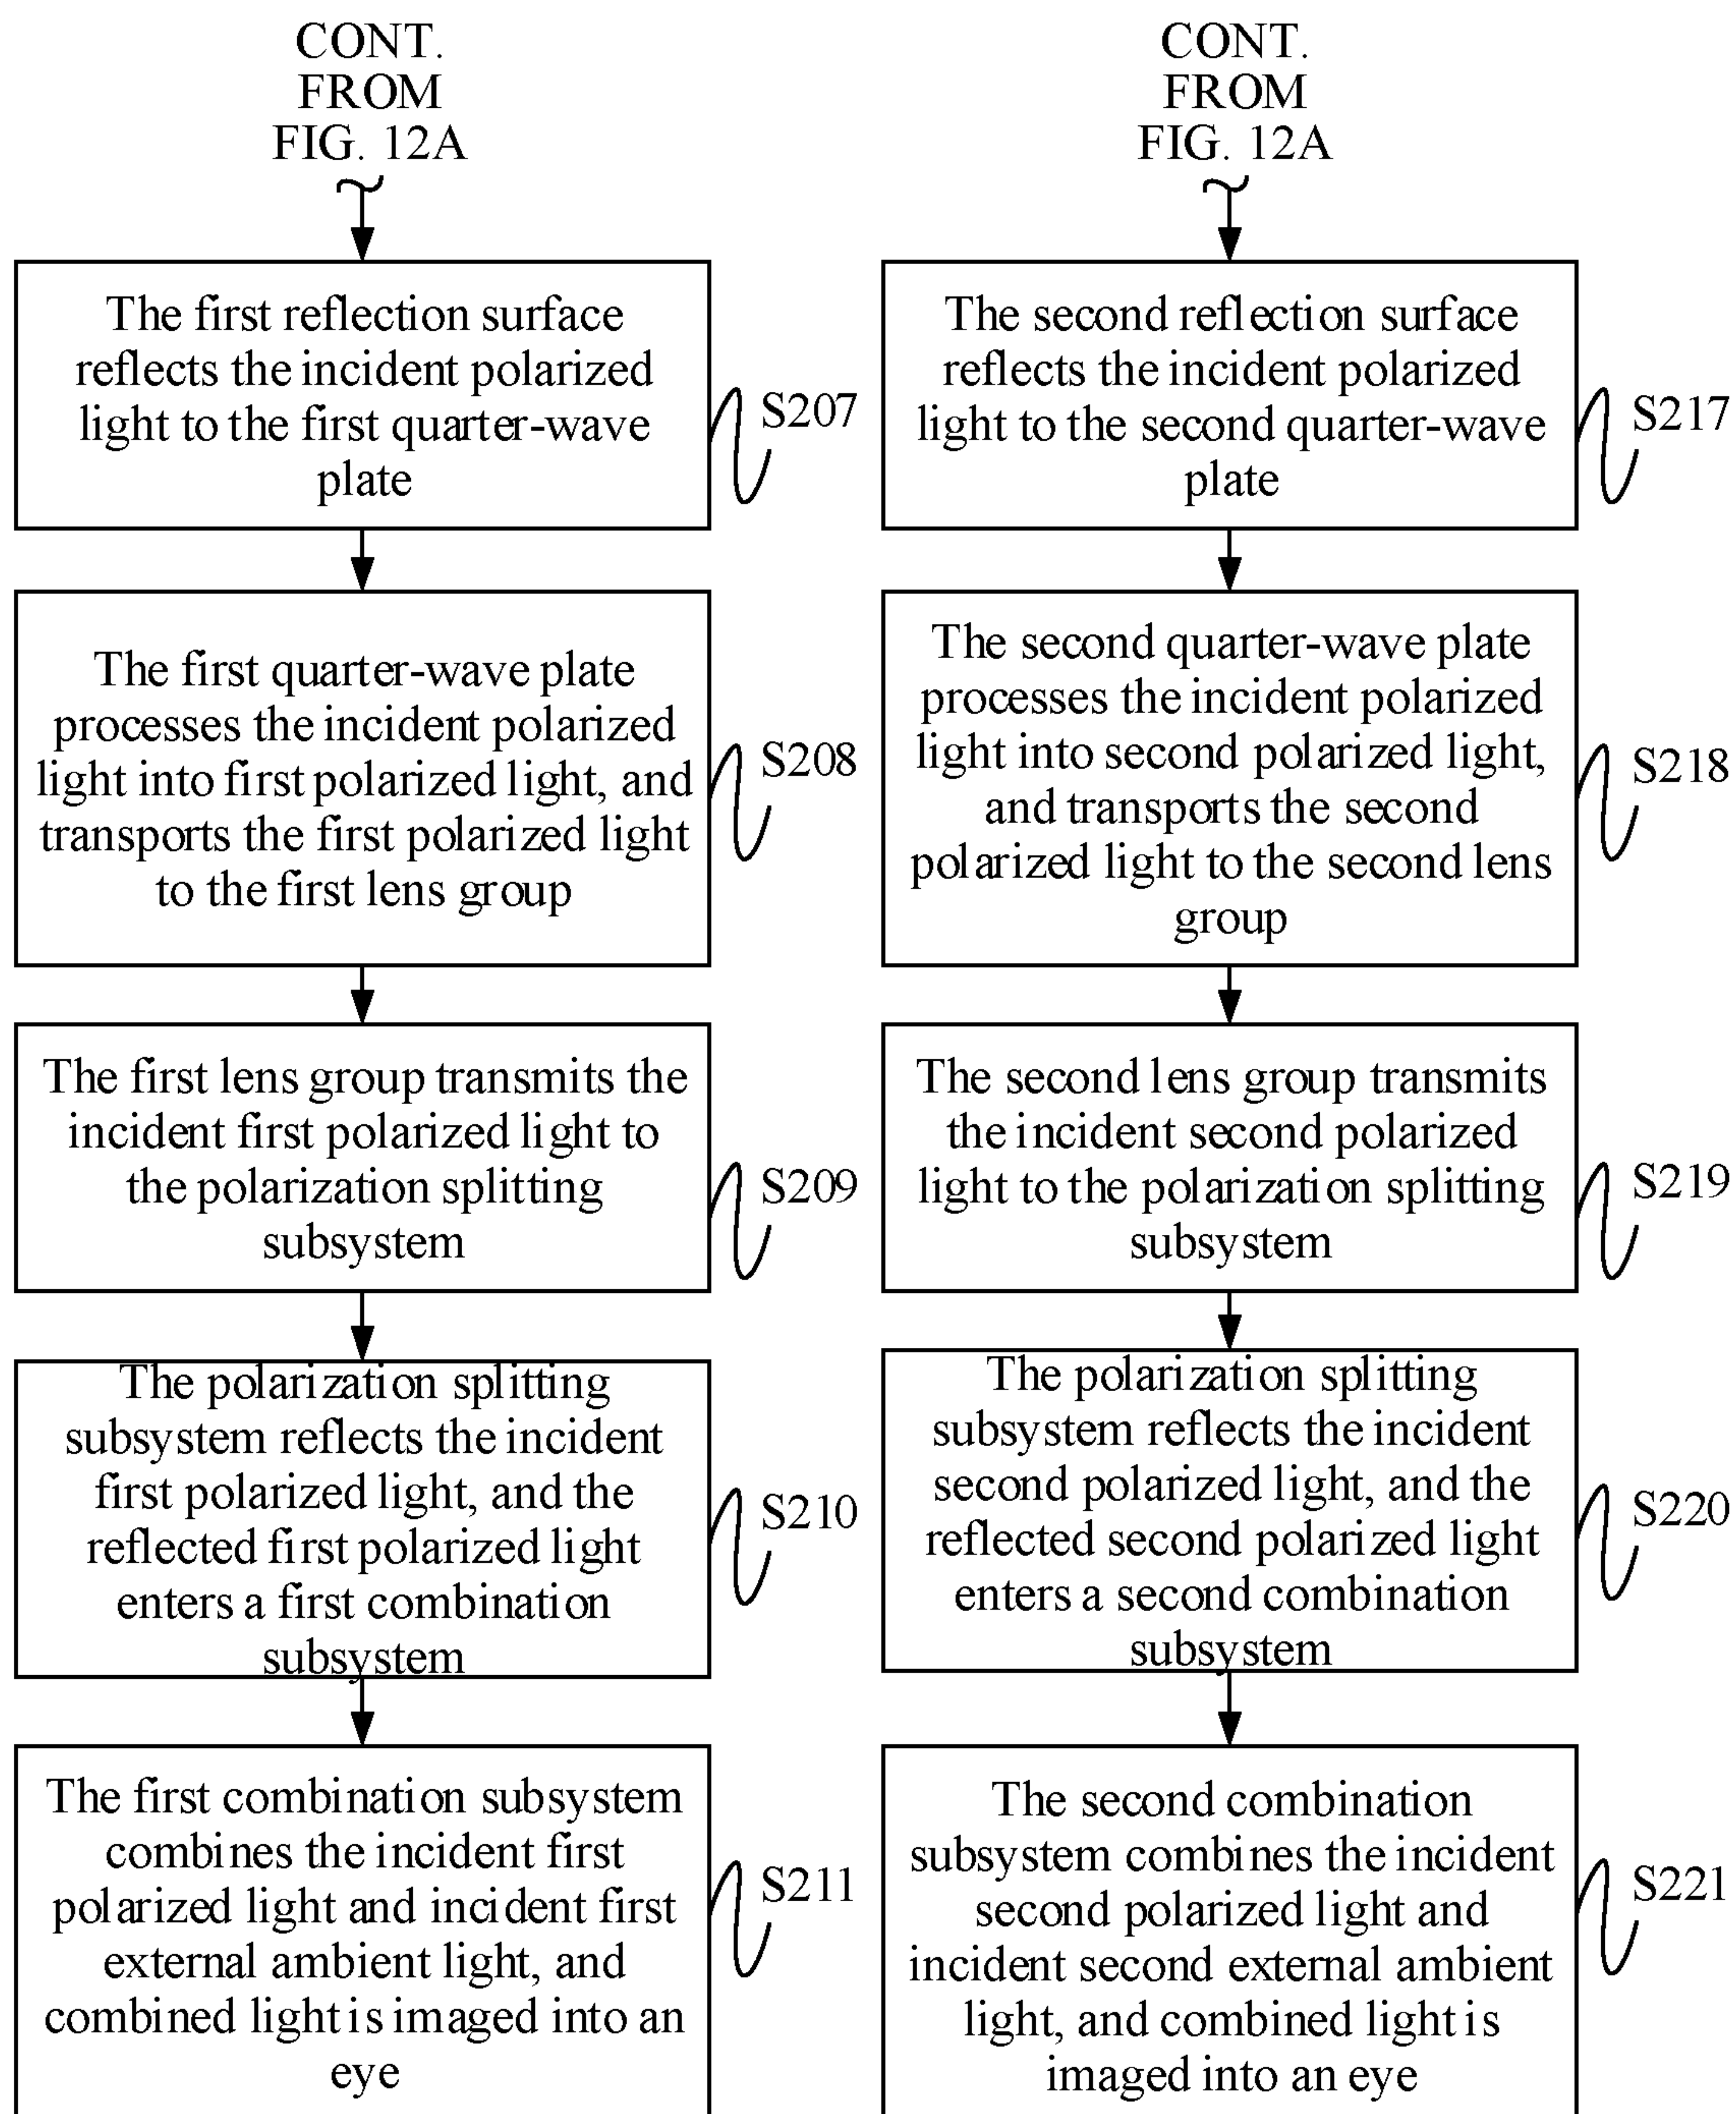 CONT.
FROM
FIG. 12A
The first reflection surface
reflects the incident polarized
light to the first quarter-wave
plate
S207
The first quarter-wave plate
processes the incident polarized
light into first polarized light, and
transports the first polarized light
to the first lens group
S208
The first lens group transmits the
incident first polarized light to
the polarization splitting
subsystem
S209
The polarization splitting
subsystem reflects the incident
first polarized light, and the
reflected first polarized light
enters a first combination
subsystem
S210
The first combination subsystem
combines the incident first
polarized light and incident first
external ambient light, and
combined light is imaged into an
eye
S211
CONT.
FROM
FIG. 12A
The second reflection surface
reflects the incident polarized
light to the second quarter-wave
plate
S217
The second quarter-wave plate
processes the incident polarized
light into second polarized light,
and transports the second
polarized light to the second lens
group
S218
The second lens group transmits
the incident second polarized
light to the polarization splitting
subsystem
S219
The polarization splitting
subsystem reflects the incident
second polarized light, and the
reflected second polarized light
enters a second combination
subsystem
S220
The second combination
subsystem combines the incident
second polarized light and
incident second external ambient
light, and combined light is
imaged into an eye
S221